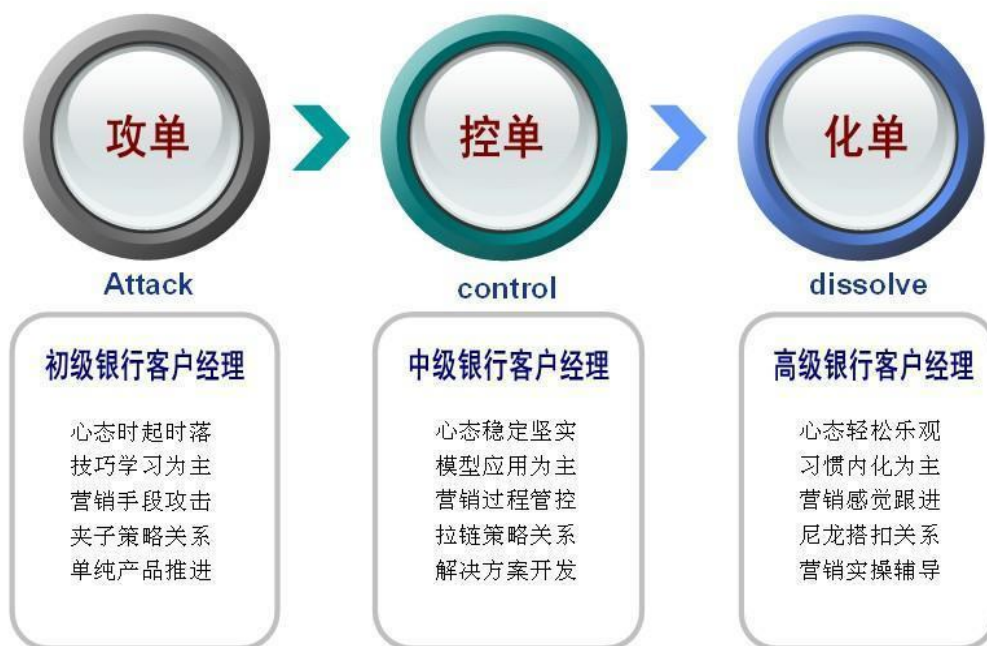 攻单
控单
化单
Attack
control
dissolve
初级银行客户经理
心态时起时落
技巧学习为主
营销手段攻击
夹子策略关系
单纯产品推进
中级银行客户经理
心态稳定坚实
模型应用为主
营销过程管控
拉链策略关系
解决方案开发
高级银行客户经理
心态轻松乐观
习惯内化为主
营销感觉跟进
尼龙搭扣关系
营销实操辅导